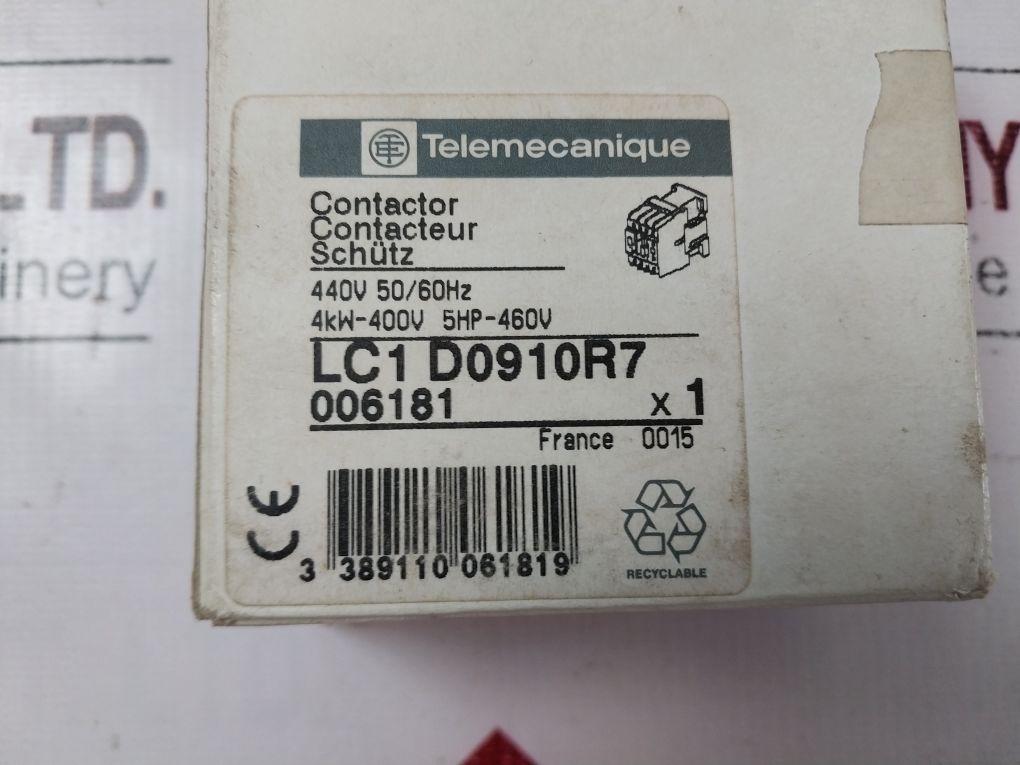 Telemecanique
Contactor
Contacteur
Schütz
440V 50/60Hz
4kW-400V 5HP-460V
LC1 D0910R7
006181 x 1
France 0015
CE
3 389110 061819
RECYCLABLE
LTD.